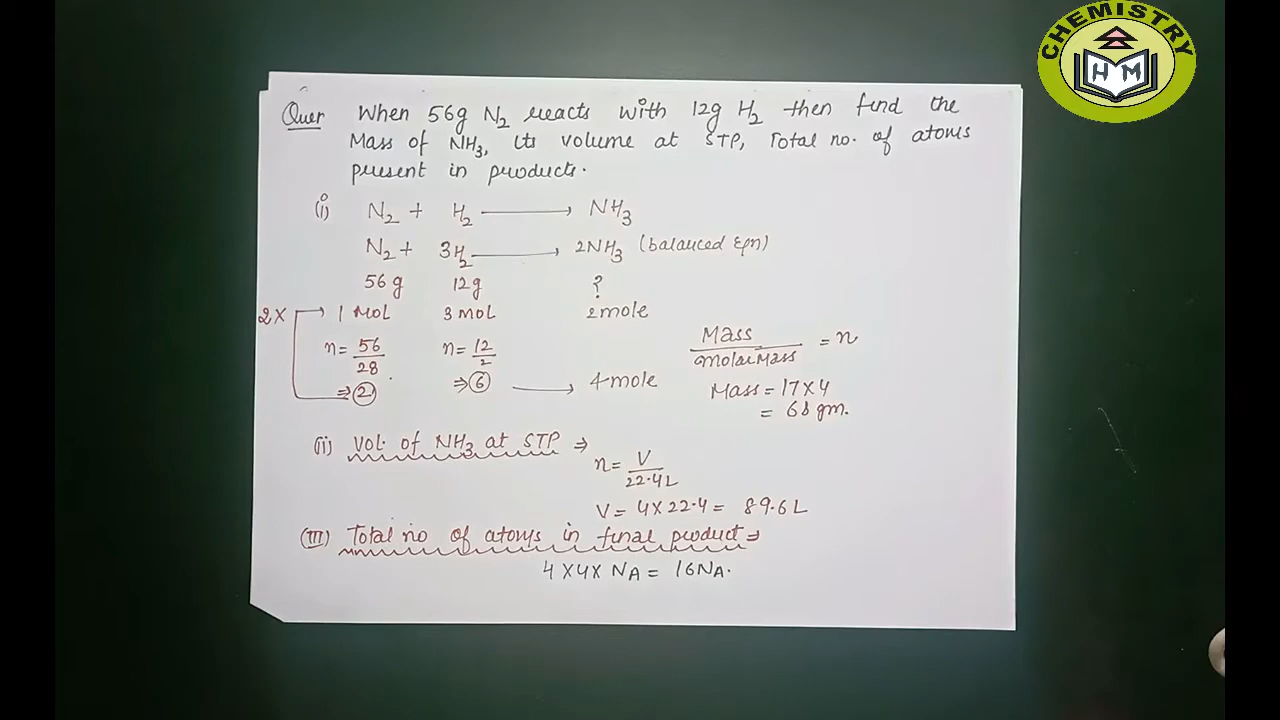 CHEMISTRY
HM
Quer When 56g N₂ reacts with 12g H₂ then find the
Mass of NH₃, Its volume at STP, Total no. of atoms
present in products.
(i) N₂ + H₂ ⟶ NH₃
N₂ + 3H₂ ⟶ 2NH₃ (balanced Eqn)
56g 12g ?
2X → 1 MOL 3 MOL 2mole
n = 56/28 n = 12/2 Mass/molar Mass = n
⇒ 2 ⇒ 6 ⟶ 4 mole Mass = 17 X 4
= 68 gm.
(ii) Vol. of NH₃ at STP ⇒
n = V/22.4L
V = 4 X 22.4 = 89.6 L
(III) Total no of atoms in final product ⇒
4 X 4 X NA = 16NA.